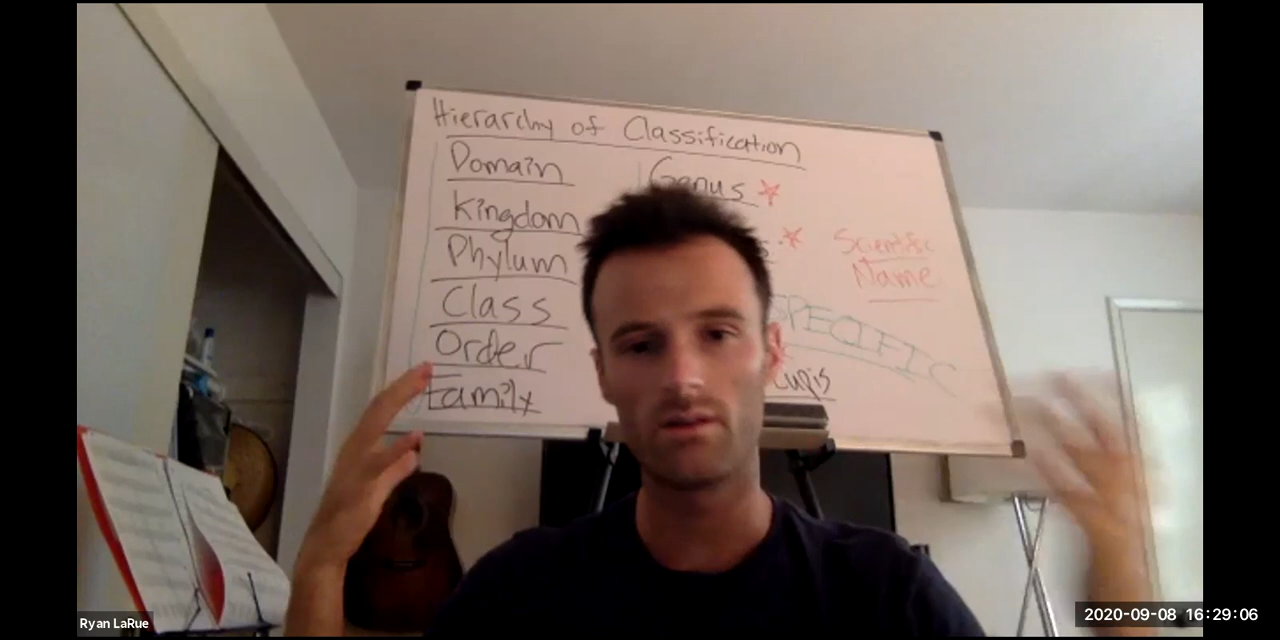 Hierarchy of Classification
Domain
Kingdom
Phylum
Class
Order
Family
Genus
Scientific
Name
SPECIFIC
Ryan LaRue
2020-09-08 16:29:06